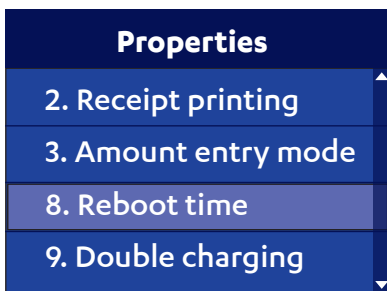 Properties
2. Receipt printing
3. Amount entry mode
8. Reboot time
9. Double charging